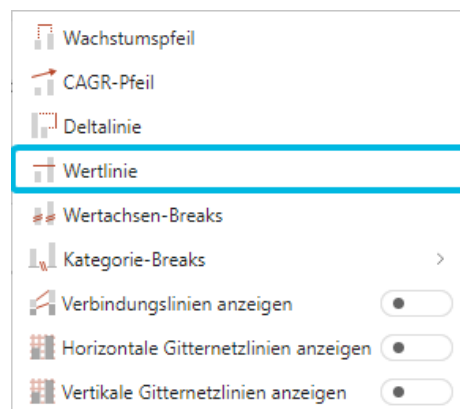 Wachstumspfeil
CAGR-Pfeil
Deltalinie
Wertlinie
Wertachsen-Breaks
Kategorie-Breaks
Verbindungslinien anzeigen
Horizontale Gitternetzlinien anzeigen
Vertikale Gitternetzlinien anzeigen